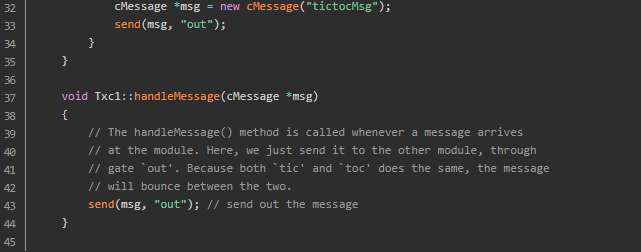 32 cMessage *msg = new cMessage("tictocMsg");
33 send(msg, "out");
34 }
35 }
36
37 void Txc1::handleMessage(cMessage *msg)
38 {
39 // The handleMessage() method is called whenever a message arrives
40 // at the module. Here, we just send it to the other module, through
41 // gate `out'. Because both `tic' and `toc' does the same, the message
42 // will bounce between the two.
43 send(msg, "out"); // send out the message
44 }
45